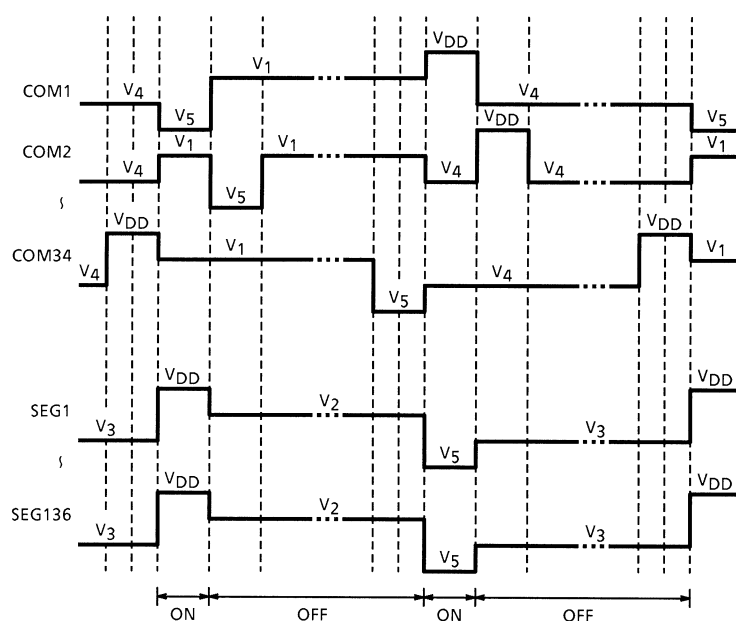 VDD
V1
COM1 V4 V4
V5 VDD V5
COM2 V1 V1 V1
V4 V4 V4
V5
VDD VDD
COM34 V4 V1 V4 V1
V5
VDD VDD
SEG1 V3 V2 V3
V5
VDD VDD
SEG136 V3 V2 V3
V5
ON OFF ON OFF